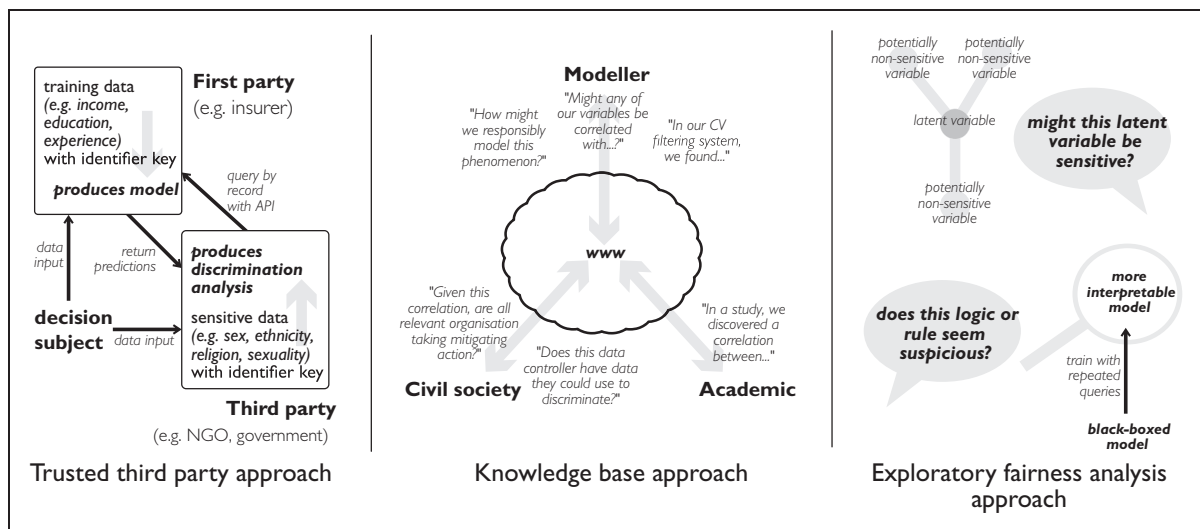 training data
(e.g. income,
education,
experience)
with identifier key
produces model
First party
(e.g. insurer)
query by
record
with API
data
input
return
predictions
produces
discrimination
analysis
sensitive data
(e.g. sex, ethnicity,
religion, sexuality)
with identifier key
decision
subject
data input
Third party
(e.g. NGO, government)
Trusted third party approach
Modeller
"How might
we responsibly
model this
phenomenon?"
"Might any of
our variables be
correlated
with...?"
"In our CV
filtering system,
we found..."
www
"Given this
correlation, are all
relevant organisation
taking mitigating
action?"
"Does this data
controller have data
they could use to
discriminate?"
"In a study, we
discovered a
correlation
between..."
Civil society
Academic
Knowledge base approach
potentially
non-sensitive
variable
potentially
non-sensitive
variable
latent variable
might this latent
variable be
sensitive?
potentially
non-sensitive
variable
does this logic or
rule seem
suspicious?
more
interpretable
model
train with
repeated
queries
black-boxed
model
Exploratory fairness analysis
approach